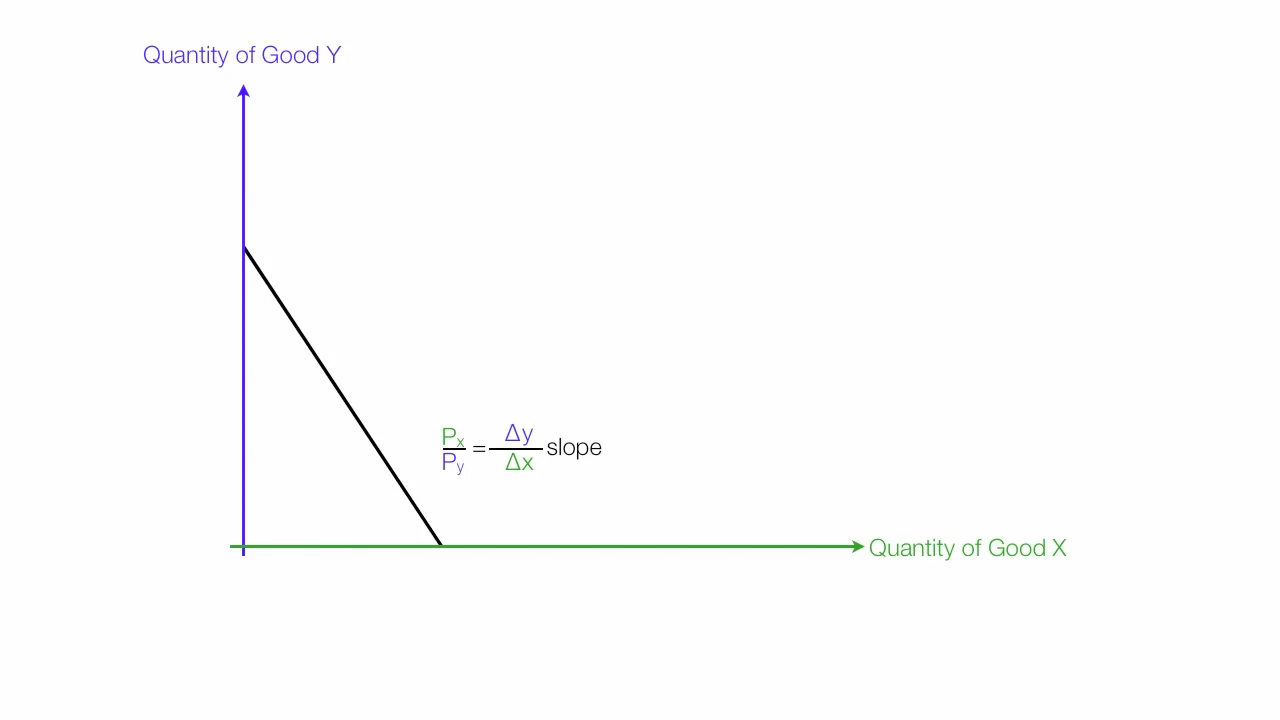 Quantity of Good Y
Px/Py = Δy/Δx slope
Quantity of Good X